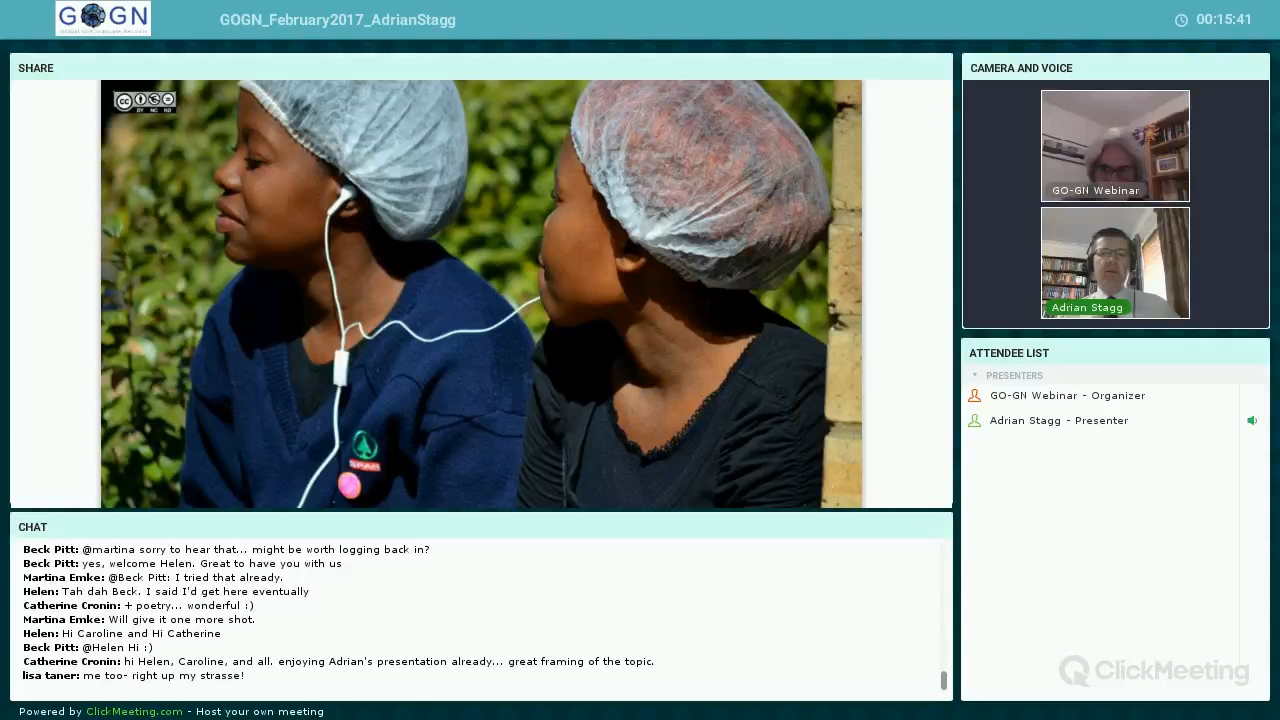 GOGN
GOGN_February2017_AdrianStagg
00:15:41
SHARE
cc
BY NC ND
SPAR
CAMERA AND VOICE
GO-GN Webinar
Adrian Stagg
ATTENDEE LIST
PRESENTERS
GO-GN Webinar - Organizer
Adrian Stagg - Presenter
CHAT
Beck Pitt: @martina sorry to hear that... might be worth logging back in?
Beck Pitt: yes, welcome Helen. Great to have you with us
Martina Emke: @Beck Pitt: I tried that already.
Helen: Tah dah Beck. I said I'd get here eventually
Catherine Cronin: + poetry... wonderful :)
Martina Emke: Will give it one more shot.
Helen: Hi Caroline and Hi Catherine
Beck Pitt: @Helen Hi :)
Catherine Cronin: hi Helen, Caroline, and all. enjoying Adrian's presentation already... great framing of the topic.
lisa taner: me too- right up my strasse!
ClickMeeting
Powered by ClickMeeting.com - Host your own meeting